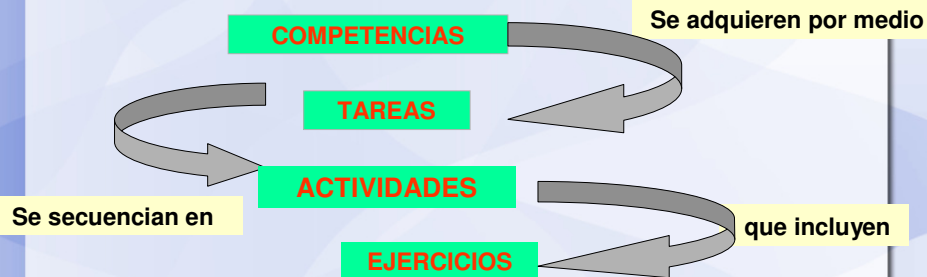 Se adquieren por medio
COMPETENCIAS
TAREAS
ACTIVIDADES
Se secuencian en
que incluyen
EJERCICIOS